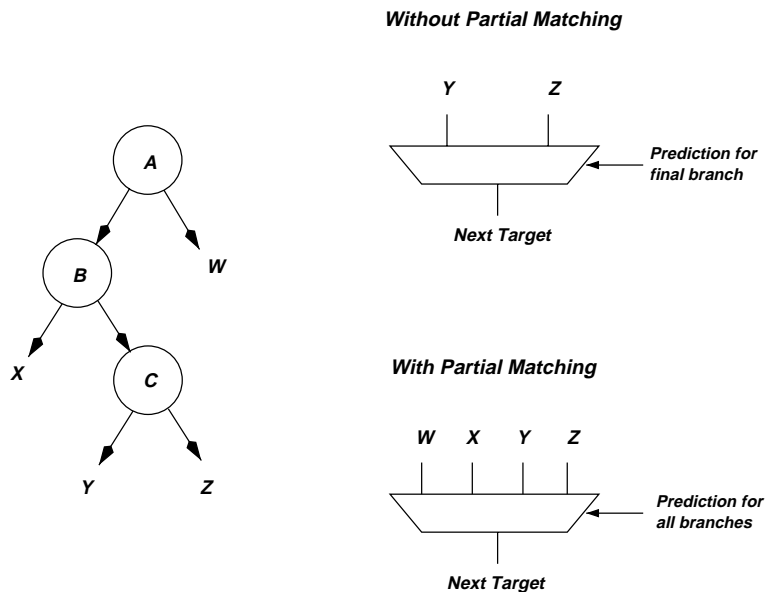 Without Partial Matching
Y Z
Prediction for
final branch
Next Target
A
B
W
X
C
Y Z
With Partial Matching
W X Y Z
Prediction for
all branches
Next Target